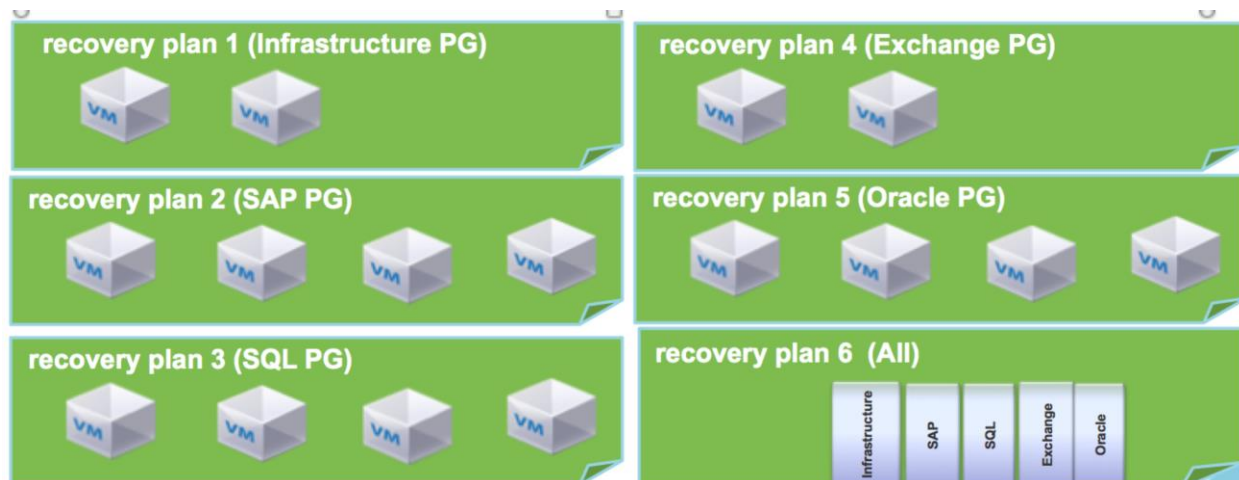 recovery plan 1 (Infrastructure PG)
VM VM
recovery plan 2 (SAP PG)
VM VM VM VM
recovery plan 3 (SQL PG)
VM VM VM VM
recovery plan 4 (Exchange PG)
VM VM
recovery plan 5 (Oracle PG)
VM VM VM VM
recovery plan 6 (All)
Infrastructure
SAP
SQL
Exchange
Oracle